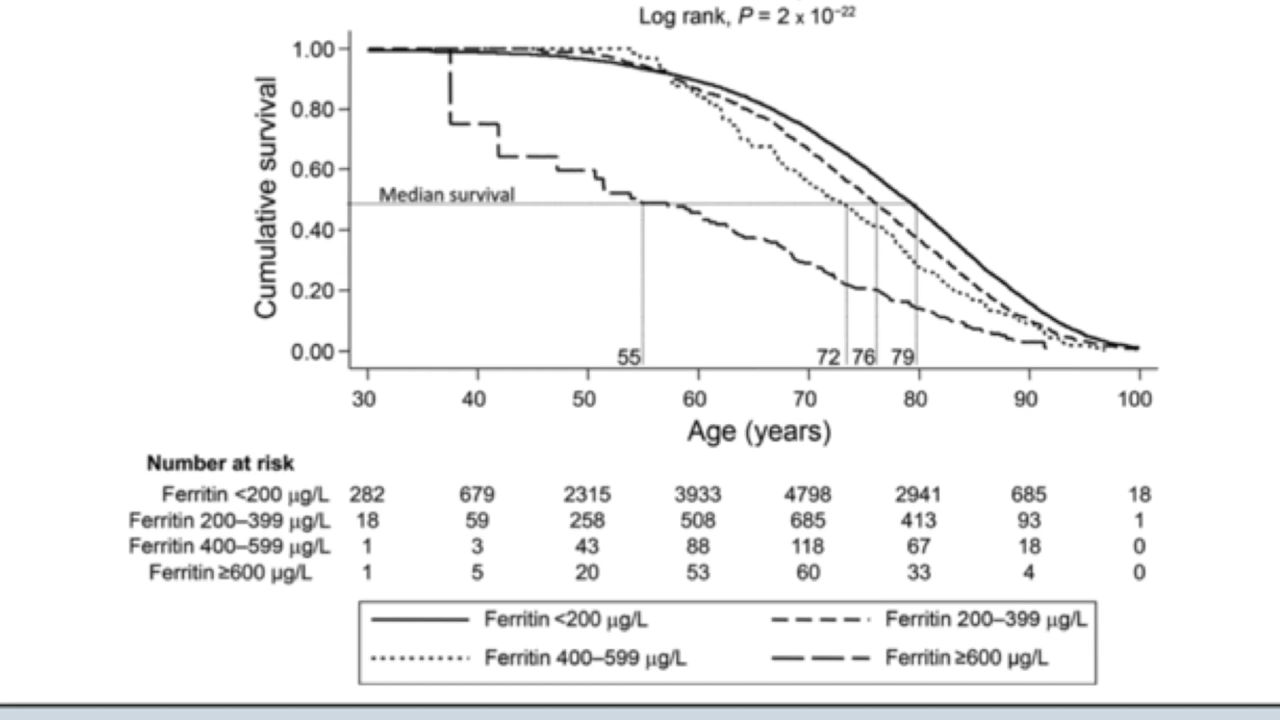 Log rank, P = 2 x 10⁻²²
Cumulative survival
1.00
0.80
0.60
0.40
0.20
0.00
Median survival
55 72 76 79
30 40 50 60 70 80 90 100
Age (years)
Number at risk
Ferritin <200 µg/L 282 679 2315 3933 4798 2941 685 18
Ferritin 200–399 µg/L 18 59 258 508 685 413 93 1
Ferritin 400–599 µg/L 1 3 43 88 118 67 18 0
Ferritin ≥600 µg/L 1 5 20 53 60 33 4 0
Ferritin <200 µg/L Ferritin 200–399 µg/L
Ferritin 400–599 µg/L Ferritin ≥600 µg/L